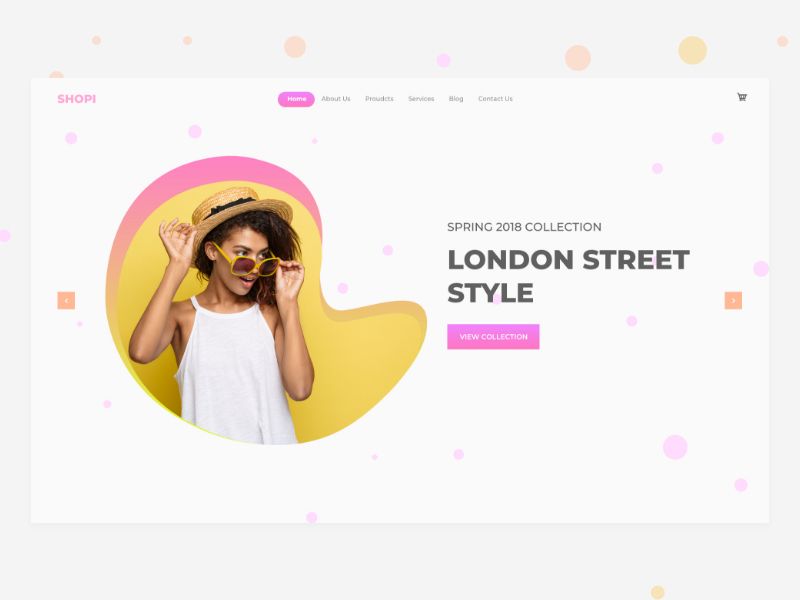 SHOPI
Home About Us Proudcts Services Blog Contact Us
SPRING 2018 COLLECTION
LONDON STREET
STYLE
VIEW COLLECTION